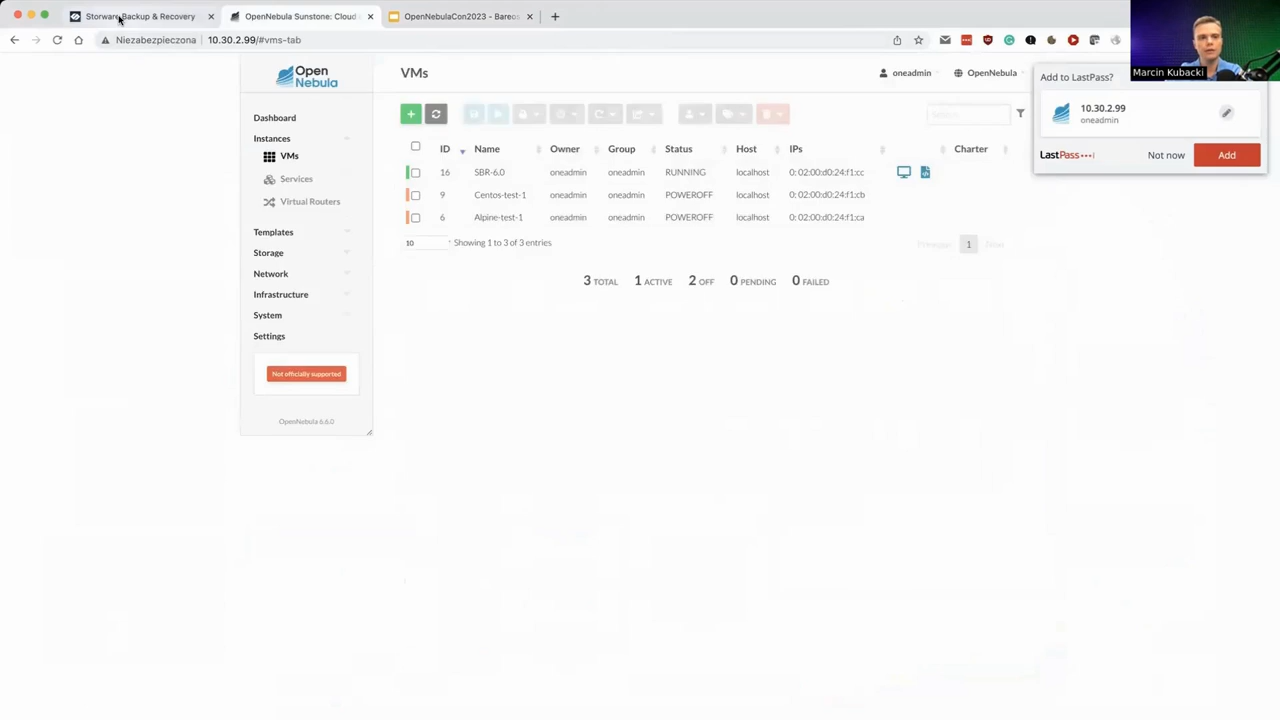 Storware Backup & Recovery
OpenNebula Sunstone: Cloud
OpenNebulaCon2023 - Bareos
Niezabezpieczona
10.30.2.99/#vms-tab
Marcin Kubacki
Open
Nebula
VMs
oneadmin
OpenNebula
Add to LastPass?
10.30.2.99
oneadmin
LastPass
Not now
Add
Dashboard
Instances
VMs
Services
Virtual Routers
Templates
Storage
Network
Infrastructure
System
Settings
Not officially supported
OpenNebula 6.6.0
Search
ID Name Owner Group Status Host IPs Charter
16 SBR-6.0 oneadmin oneadmin RUNNING localhost 0: 02:00:d0:24:f1:cc
9 Centos-test-1 oneadmin oneadmin POWEROFF localhost 0: 02:00:d0:24:f1:cb
6 Alpine-test-1 oneadmin oneadmin POWEROFF localhost 0: 02:00:d0:24:f1:ca
10 Showing 1 to 3 of 3 entries
Previous 1
3 TOTAL 1 ACTIVE 2 OFF 0 PENDING 0 FAILED